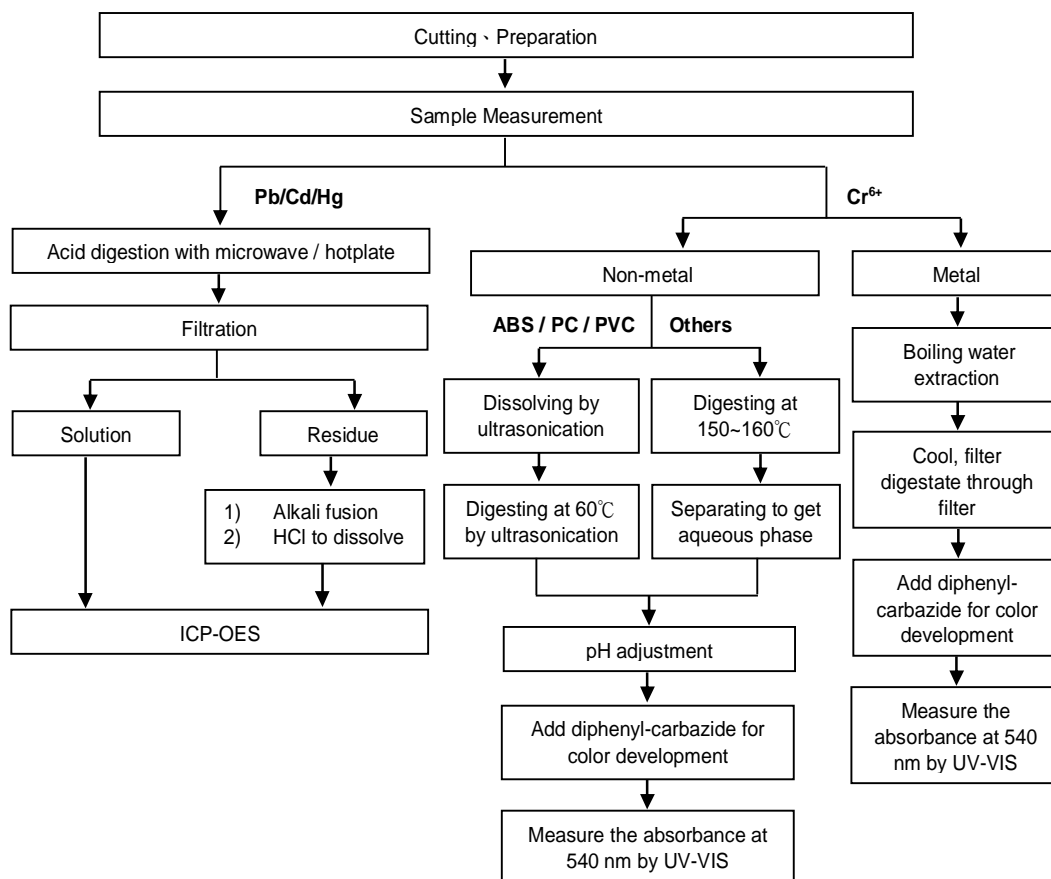 Cutting、Preparation
Sample Measurement
Pb/Cd/Hg
Cr⁶⁺
Acid digestion with microwave / hotplate
Non-metal
Metal
Filtration
ABS / PC / PVC
Others
Boiling water
extraction
Solution
Residue
Dissolving by
ultrasonication
Digesting at
150~160℃
Cool, filter
digestate through
filter
1) Alkali fusion
2) HCl to dissolve
Digesting at 60℃
by ultrasonication
Separating to get
aqueous phase
Add diphenyl-
carbazide for color
development
ICP-OES
pH adjustment
Measure the
absorbance at 540
nm by UV-VIS
Add diphenyl-carbazide for
color development
Measure the absorbance at
540 nm by UV-VIS